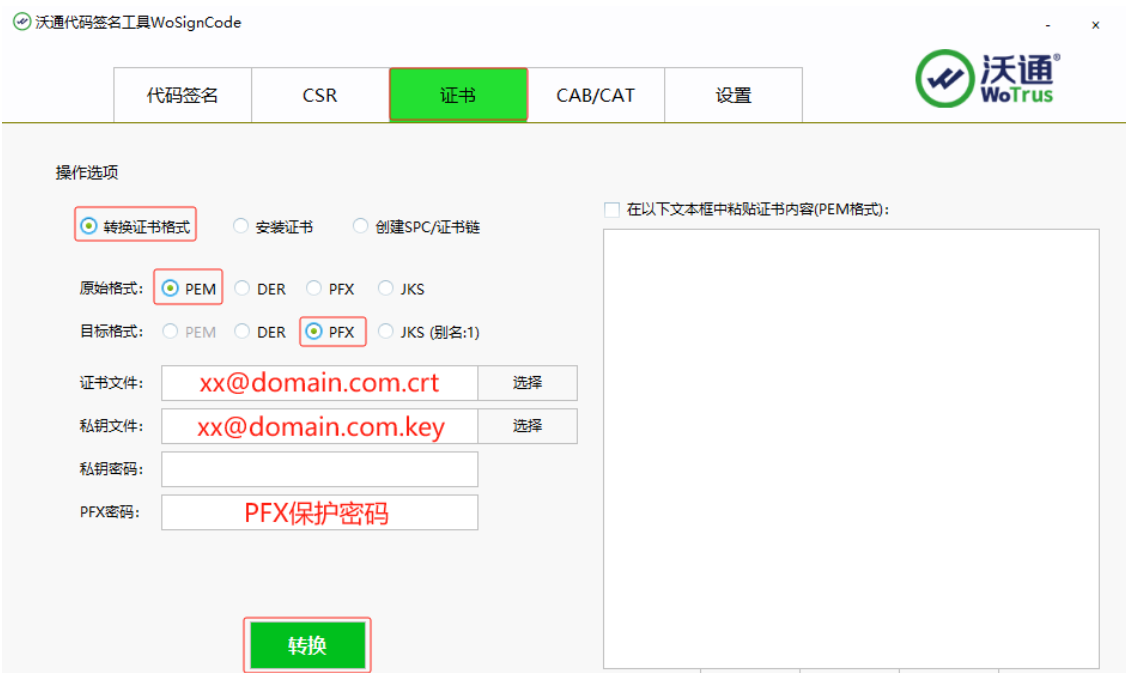 沃通代码签名工具WoSignCode
- x
代码签名 CSR 证书 CAB/CAT 设置
沃通®
WoTrus
操作选项
转换证书格式 安装证书 创建SPC/证书链
在以下文本框中粘贴证书内容(PEM格式):
原始格式: PEM DER PFX JKS
目标格式: PEM DER PFX JKS (别名:1)
证书文件: xx@domain.com.crt 选择
私钥文件: xx@domain.com.key 选择
私钥密码:
PFX密码: PFX保护密码
转换